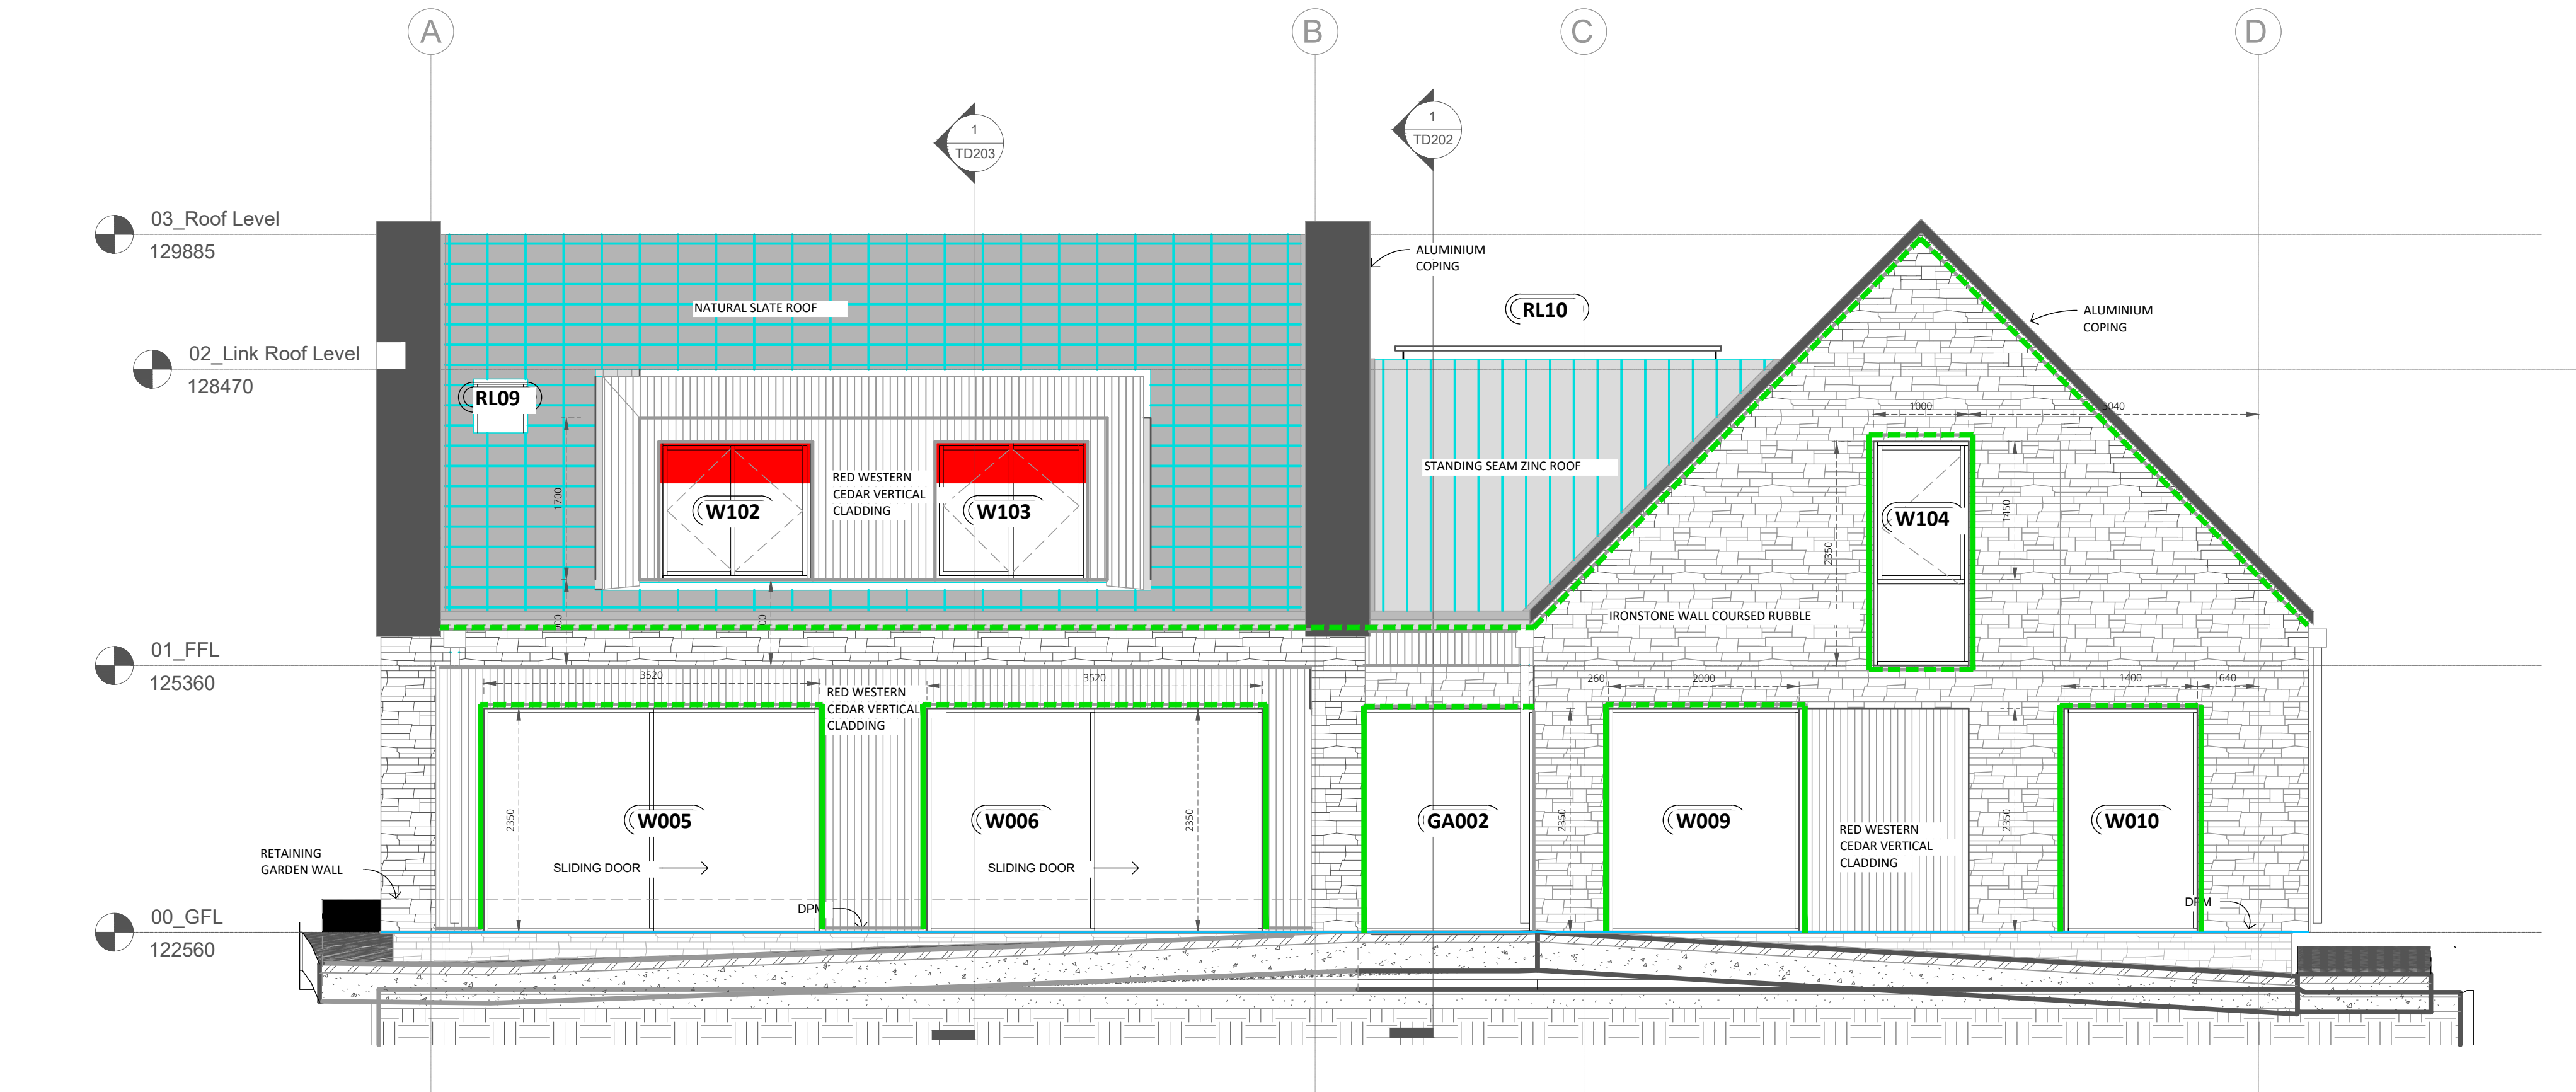 A
B
C
D
1
TD203
1
TD202
03_Roof Level
129885
ALUMINIUM
COPING
NATURAL SLATE ROOF
RL10
ALUMINIUM
COPING
02_Link Roof Level
128470
RL09
1000
3040
STANDING SEAM ZINC ROOF
RED WESTERN
CEDAR VERTICAL
CLADDING
1700
W102
W103
W104
1450
2350
IRONSTONE WALL COURSED RUBBLE
01_FFL
125360
3520
3520
260
2000
1400
640
RED WESTERN
CEDAR VERTICAL
CLADDING
2350
W005
W006
2350
GA002
2350
W009
RED WESTERN
CEDAR VERTICAL
CLADDING
2350
W010
RETAINING
GARDEN WALL
SLIDING DOOR
SLIDING DOOR
DPM
DPM
00_GFL
122560